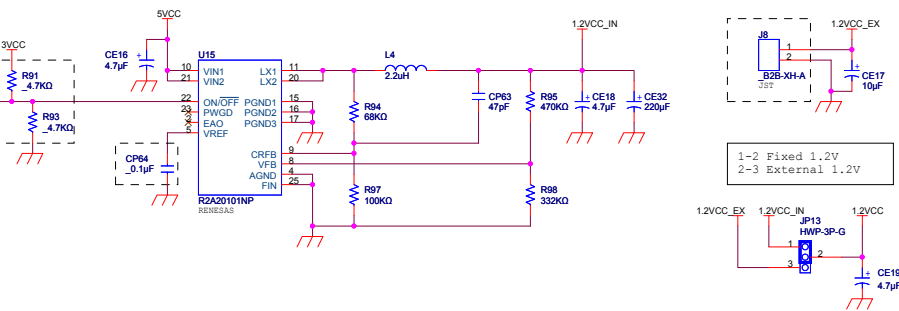 5VCC
1.2VCC_IN
1.2VCC_EX
3VCC
R91
_4.7KΩ
R93
_4.7KΩ
CE16
4.7µF
U15
10 VIN1
21 VIN2
22 ON/OFF
23 PWGD
2 EAO
5 VREF
LX1 11
LX2 20
PGND1 15
PGND2 16
PGND3 17
CRFB 9
VFB 8
AGND 4
FIN 25
R2A20101NP
RENESAS
CP64
_0.1µF
L4
2.2uH
R94
68KΩ
R97
100KΩ
CP63
47pF
R95
470KΩ
R98
332KΩ
CE18
4.7µF
CE32
220µF
J8
1
2
_B2B-XH-A
JST
CE17
10µF
1-2 Fixed 1.2V
2-3 External 1.2V
1.2VCC_EX
1.2VCC_IN
1.2VCC
JP13
HWP-3P-G
1
2
3
CE19
4.7µF